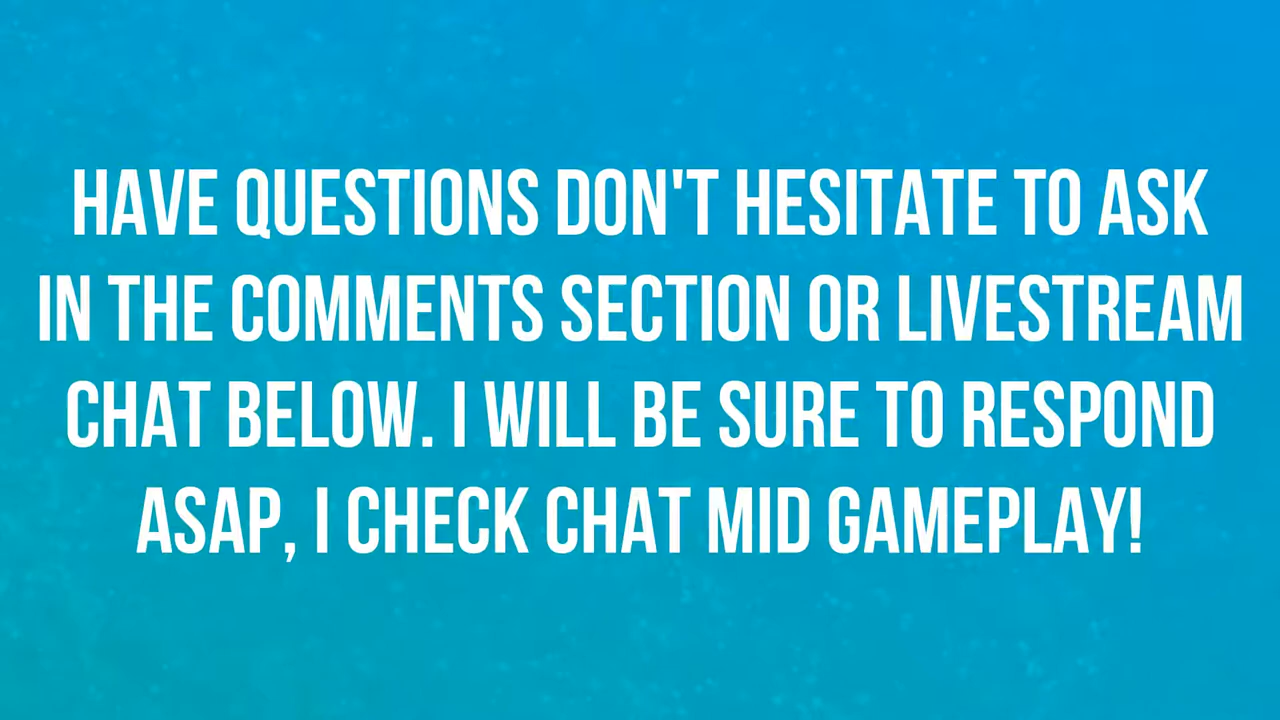 HAVE QUESTIONS DON'T HESITATE TO ASK
IN THE COMMENTS SECTION OR LIVESTREAM
CHAT BELOW. I WILL BE SURE TO RESPOND
ASAP, I CHECK CHAT MID GAMEPLAY!